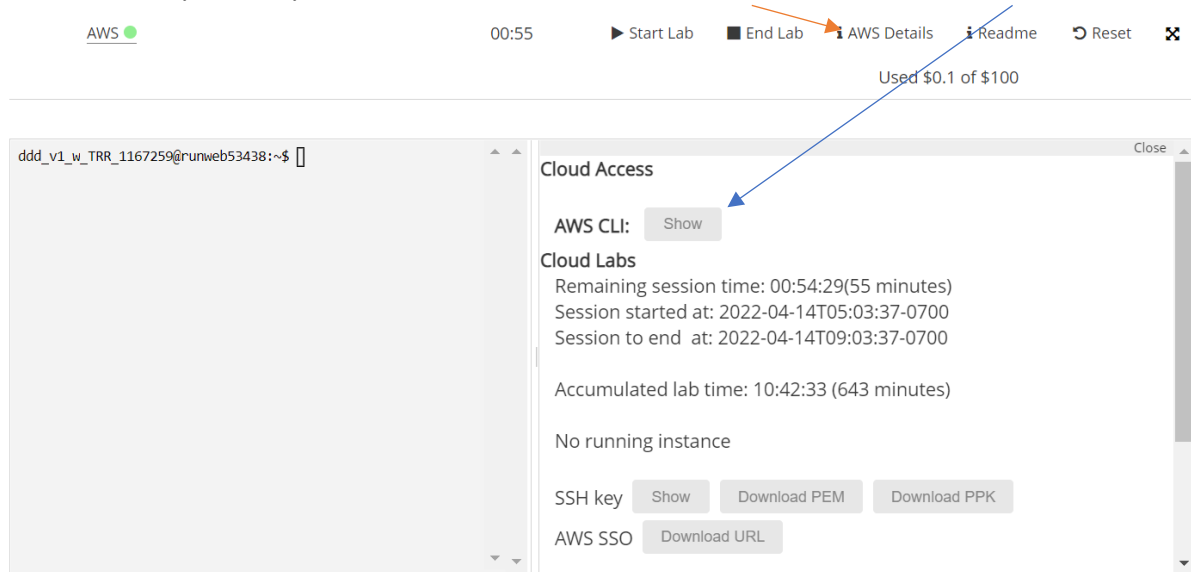 AWS 00:55 Start Lab End Lab AWS Details Readme Reset
Used $0.1 of $100
ddd_v1_w_TRR_1167259@runweb53438:~$
Close
Cloud Access
AWS CLI: Show
Cloud Labs
Remaining session time: 00:54:29(55 minutes)
Session started at: 2022-04-14T05:03:37-0700
Session to end at: 2022-04-14T09:03:37-0700
Accumulated lab time: 10:42:33 (643 minutes)
No running instance
SSH key Show Download PEM Download PPK
AWS SSO Download URL